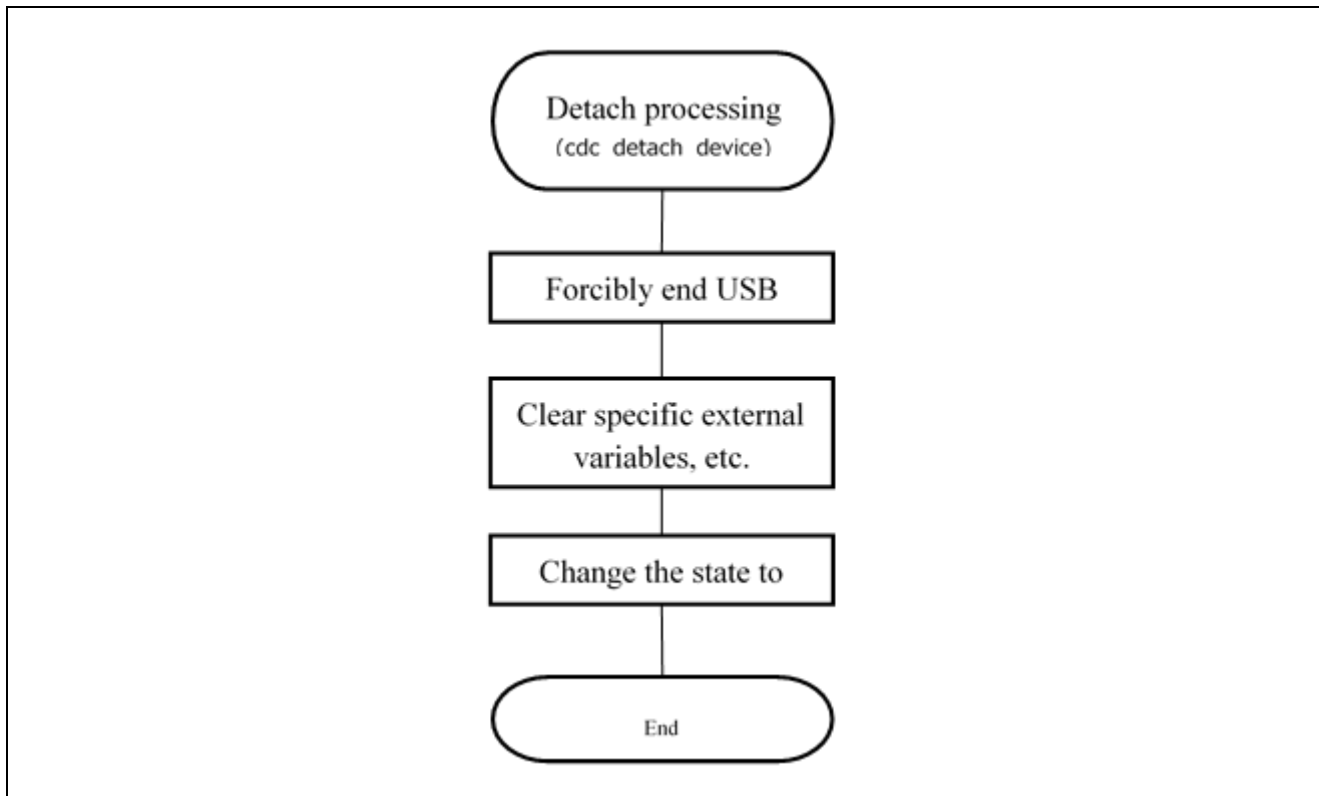 Detach processing
(cdc detach device)
Forcibly end USB
Clear specific external
variables, etc.
Change the state to
End